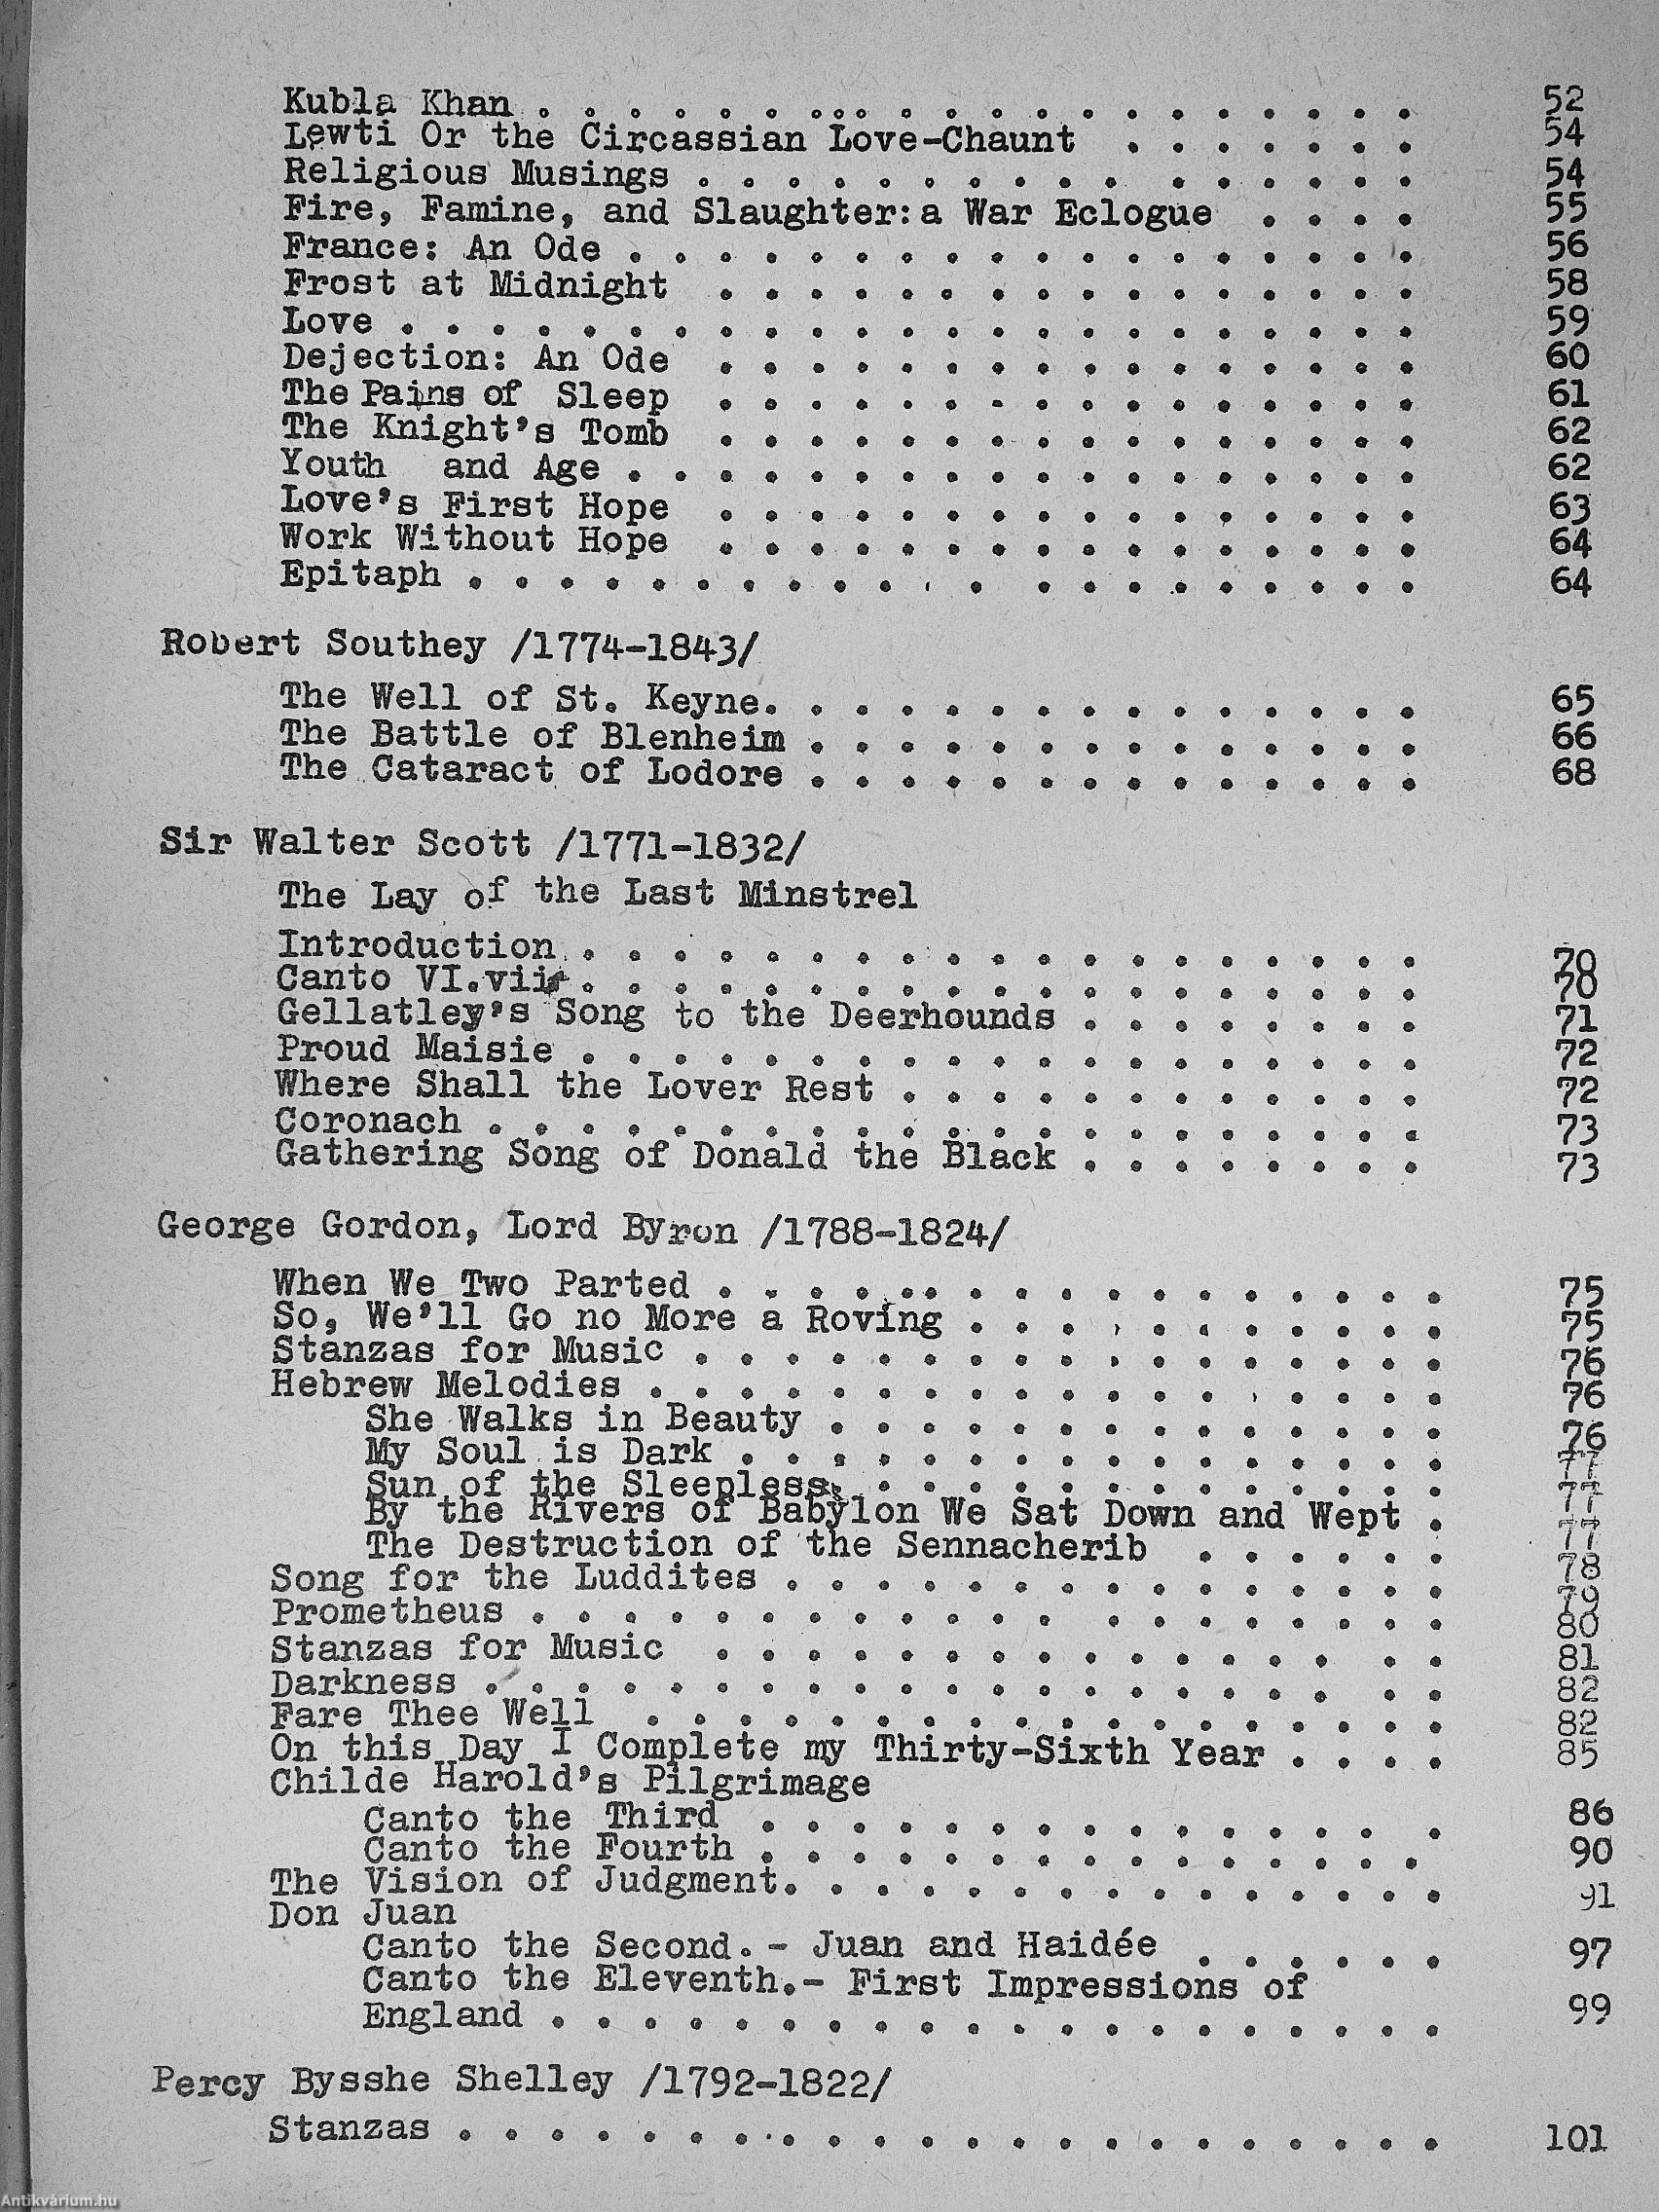 Kubla Khan . . . . . . . . . . . . . . . . . . . . . 52
Lewti Or the Circassian Love-Chaunt . . . . . . . 54
Religious Musings . . . . . . . . . . . . . . . . 54
Fire, Famine, and Slaughter:a War Eclogue . . . . 55
France: An Ode . . . . . . . . . . . . . . . . . . 56
Frost at Midnight . . . . . . . . . . . . . . . . 58
Love . . . . . . . . . . . . . . . . . . . . . . . 59
Dejection: An Ode . . . . . . . . . . . . . . . . 60
The Pains of Sleep . . . . . . . . . . . . . . . . 61
The Knight's Tomb . . . . . . . . . . . . . . . . 62
Youth and Age . . . . . . . . . . . . . . . . . . 62
Love's First Hope . . . . . . . . . . . . . . . . 63
Work Without Hope . . . . . . . . . . . . . . . . 64
Epitaph . . . . . . . . . . . . . . . . . . . . . 64
Robert Southey /1774-1843/
The Well of St. Keyne. . . . . . . . . . . . . . . 65
The Battle of Blenheim . . . . . . . . . . . . . . 66
The Cataract of Lodore . . . . . . . . . . . . . . 68
Sir Walter Scott /1771-1832/
The Lay of the Last Minstrel
Introduction . . . . . . . . . . . . . . . . . . . 70
Canto VI.vii . . . . . . . . . . . . . . . . . . . 70
Gellatley's Song to the Deerhounds . . . . . . . . 71
Proud Maisie . . . . . . . . . . . . . . . . . . . 72
Where Shall the Lover Rest . . . . . . . . . . . . 72
Coronach . . . . . . . . . . . . . . . . . . . . . 73
Gathering Song of Donald the Black . . . . . . . . 73
George Gordon, Lord Byron /1788-1824/
When We Two Parted . . . . . . . . . . . . . . . . 75
So, We'll Go no More a Roving . . . . . . . . . . . 75
Stanzas for Music . . . . . . . . . . . . . . . . . 76
Hebrew Melodies . . . . . . . . . . . . . . . . . . 76
She Walks in Beauty . . . . . . . . . . . . . . 76
My Soul is Dark . . . . . . . . . . . . . . . . 77
Sun of the Sleepless. . . . . . . . . . . . . . 77
By the Rivers of Babylon We Sat Down and Wept . 77
The Destruction of the Sennacherib . . . . . . 78
Song for the Luddites . . . . . . . . . . . . . . . 79
Prometheus . . . . . . . . . . . . . . . . . . . . 80
Stanzas for Music . . . . . . . . . . . . . . . . 81
Darkness . . . . . . . . . . . . . . . . . . . . . 82
Fare Thee Well . . . . . . . . . . . . . . . . . . 82
On this Day I Complete my Thirty-Sixth Year . . . . 85
Childe Harold's Pilgrimage
Canto the Third . . . . . . . . . . . . . . . 86
Canto the Fourth . . . . . . . . . . . . . . . 90
The Vision of Judgment. . . . . . . . . . . . . . . 91
Don Juan
Canto the Second.- Juan and Haidée . . . . . . 97
Canto the Eleventh.- First Impressions of
England . . . . . . . . . . . . . . . . . . . . 99
Percy Bysshe Shelley /1792-1822/
Stanzas . . . . . . . . . . . . . . . . . . . . . . 101
Antikvárium.hu